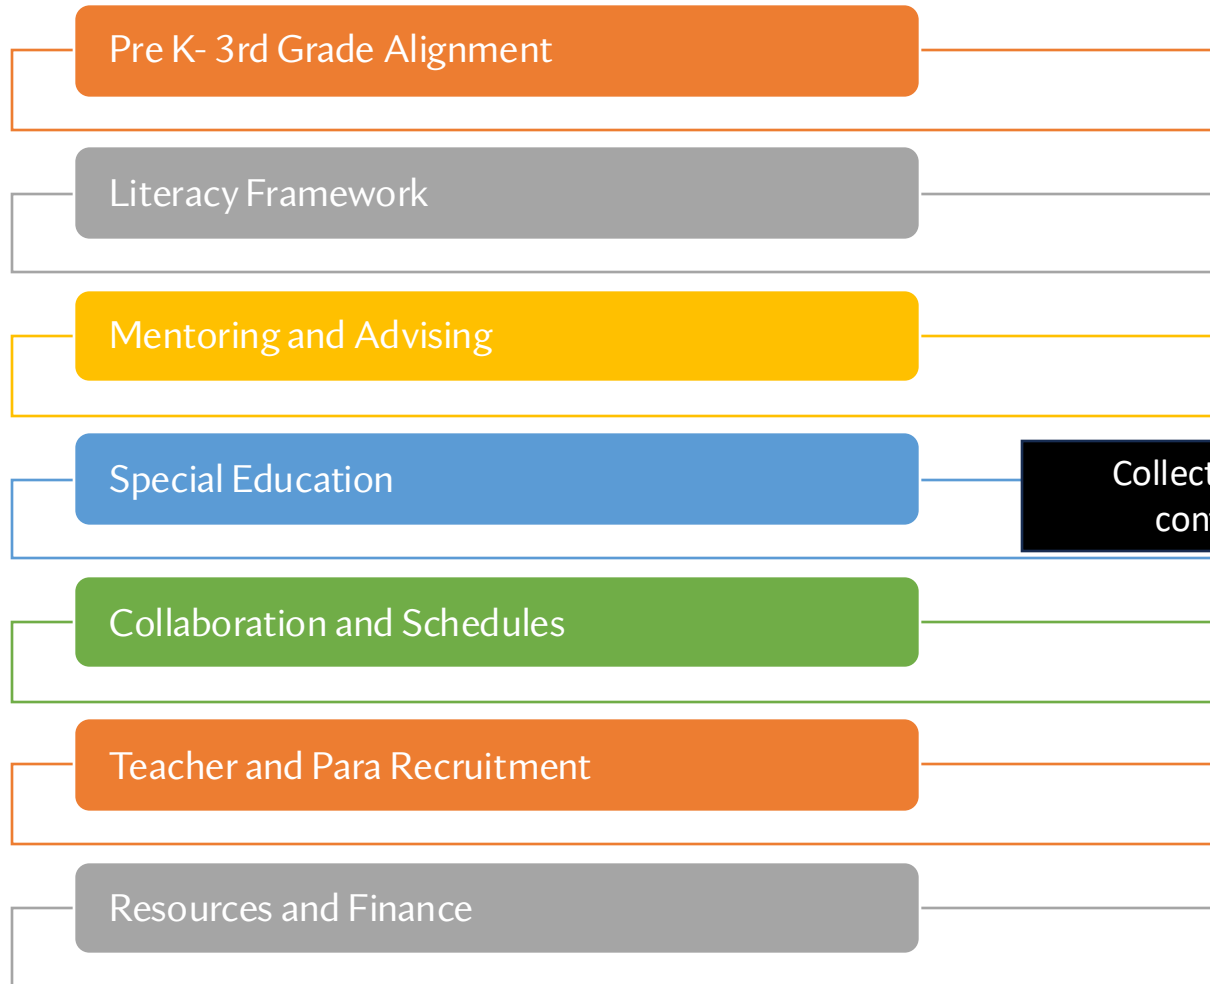 Pre K- 3rd Grade Alignment
Literacy Framework
Mentoring and Advising
Special Education
Collaboration and Schedules
Teacher and Para Recruitment
Resources and Finance